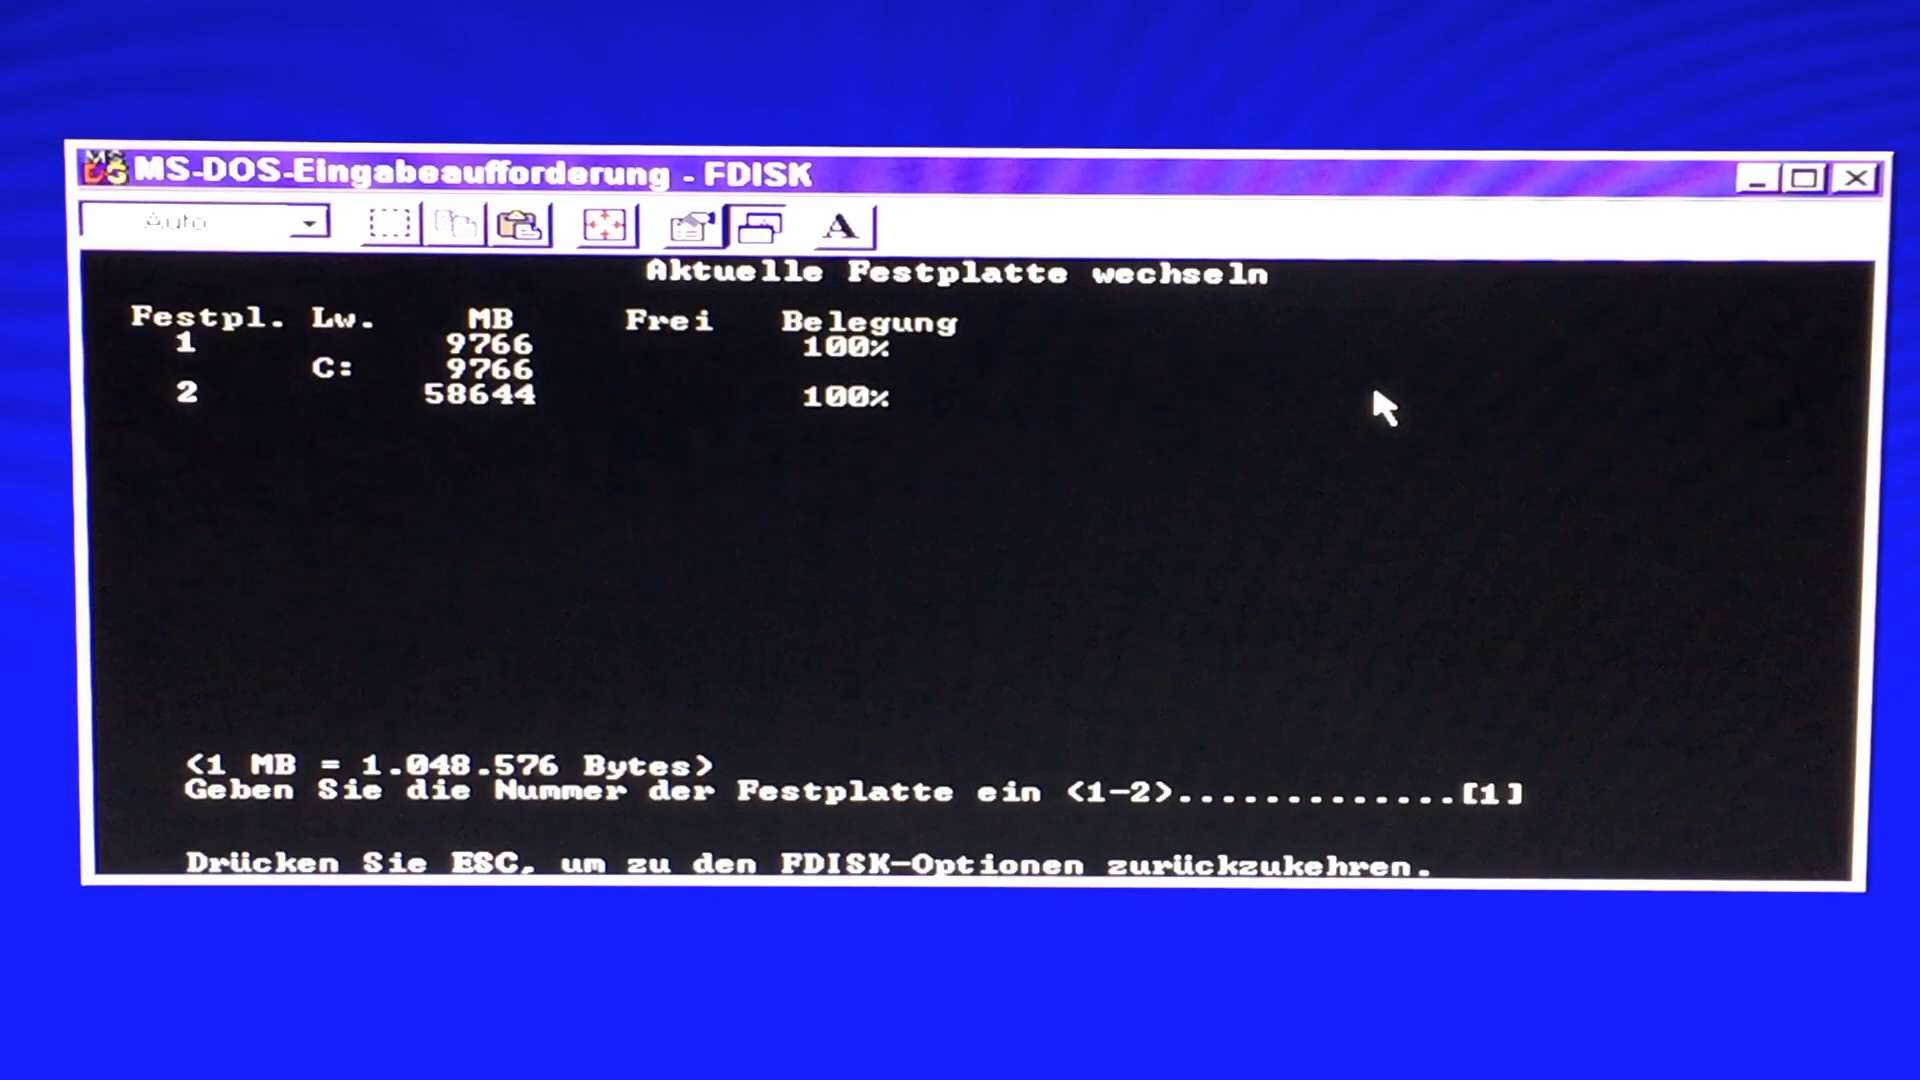 MS-DOS-Eingabeaufforderung - FDISK
Auto
A
Aktuelle Festplatte wechseln
Festpl. Lw. MB Frei Belegung
1 9766 100%
C: 9766
2 58644 100%
<1 MB = 1.048.576 Bytes>
Geben Sie die Nummer der Festplatte ein <1-2>.............[1]
Drücken Sie ESC, um zu den FDISK-Optionen zurückzukehren.